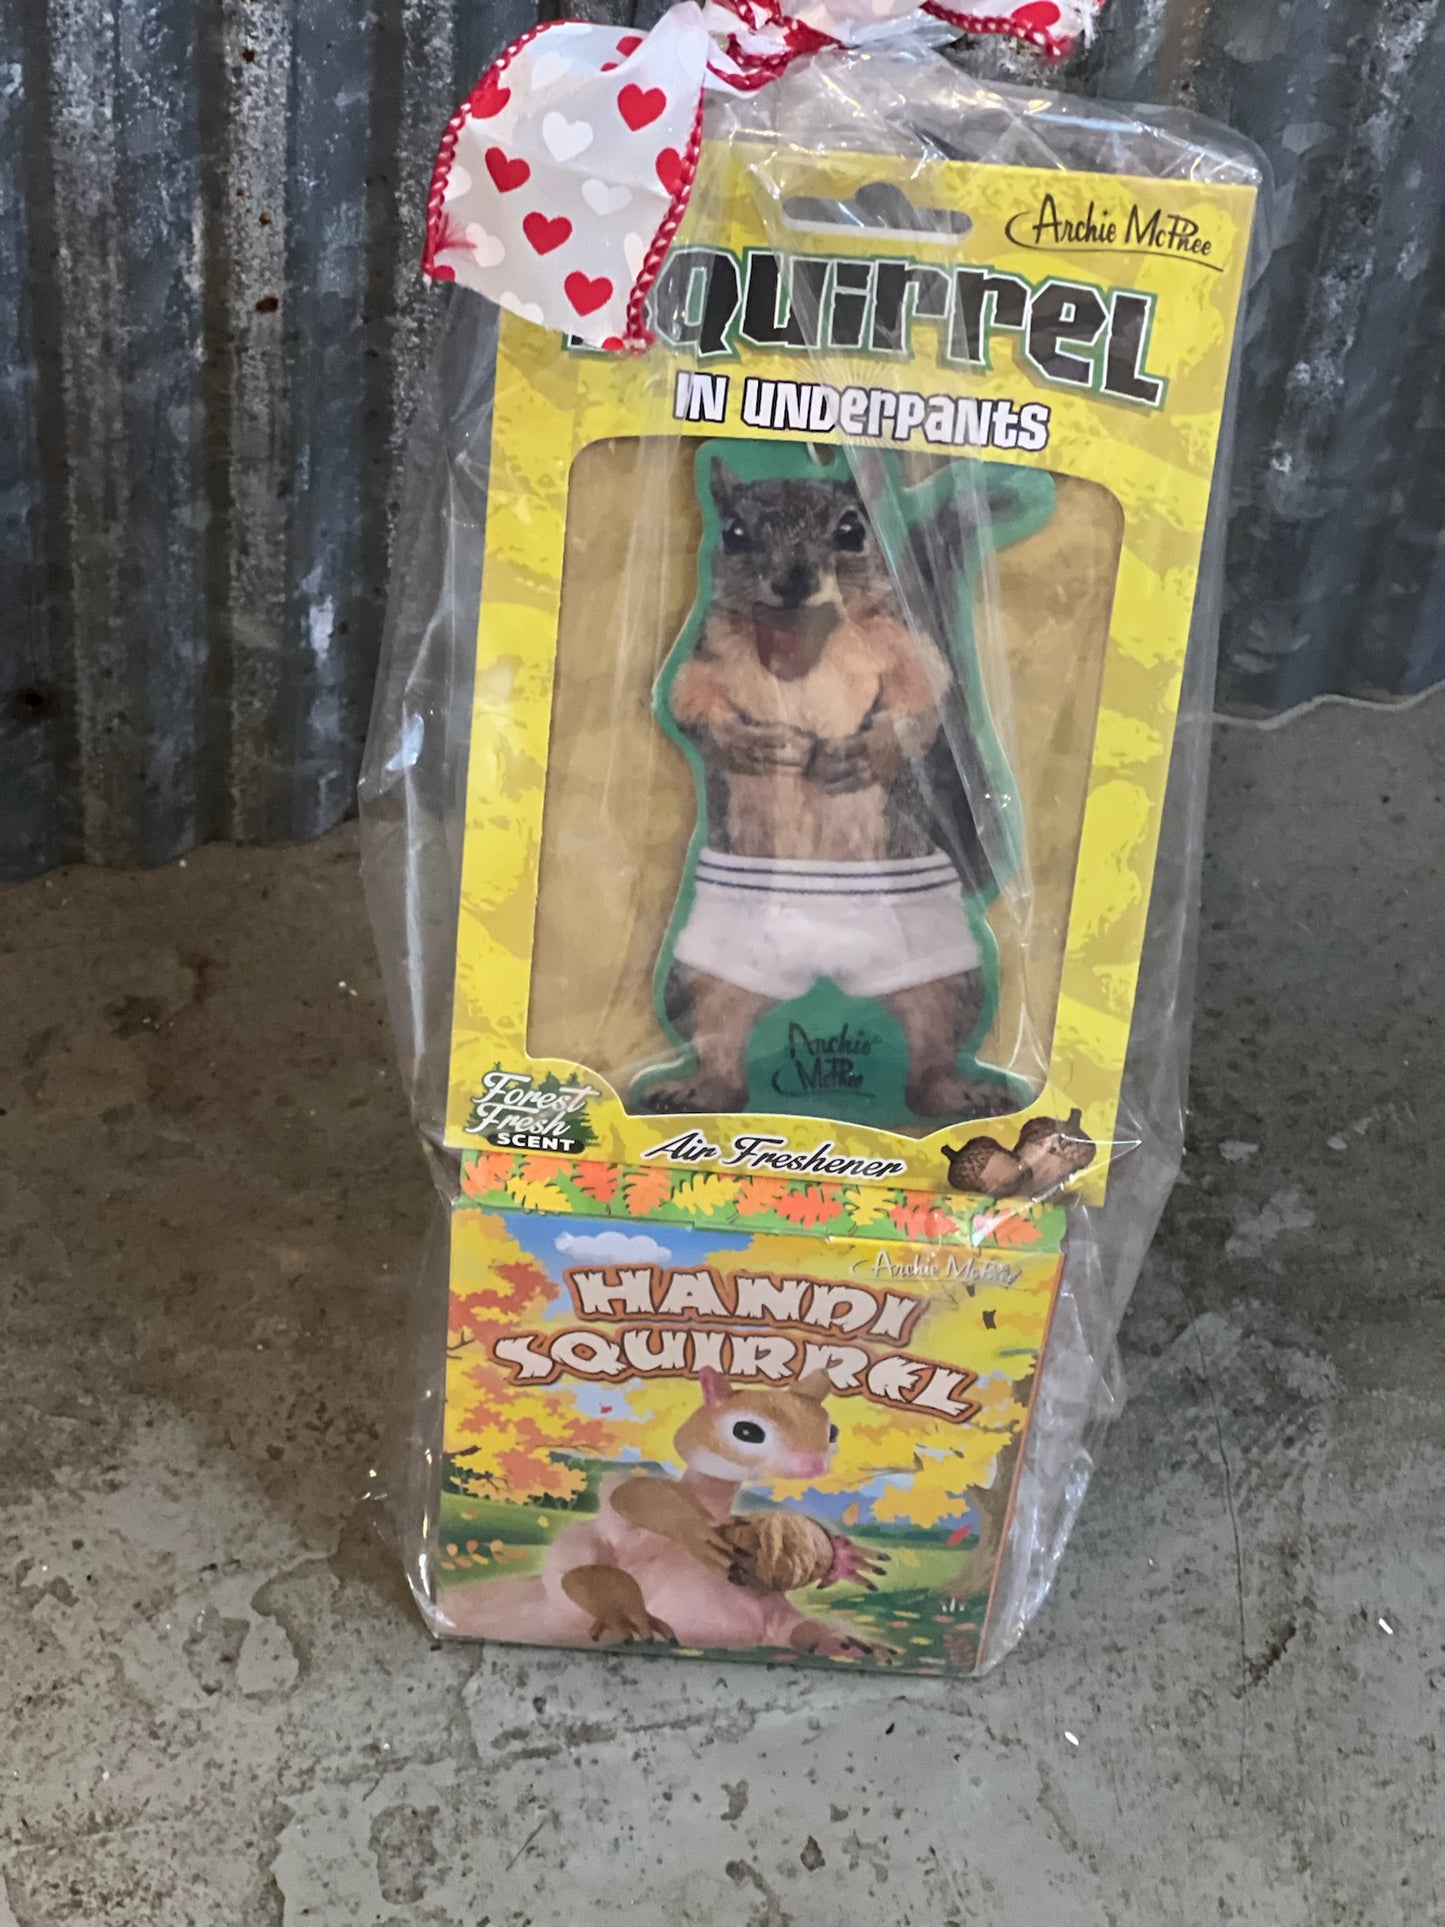 Archie McPhee
Squirrel
IN UNDERPANTS
Archie
McPhee
Forest
Fresh
SCENT
Air Freshener
Archie McPhee
HANDI
SQUIRREL